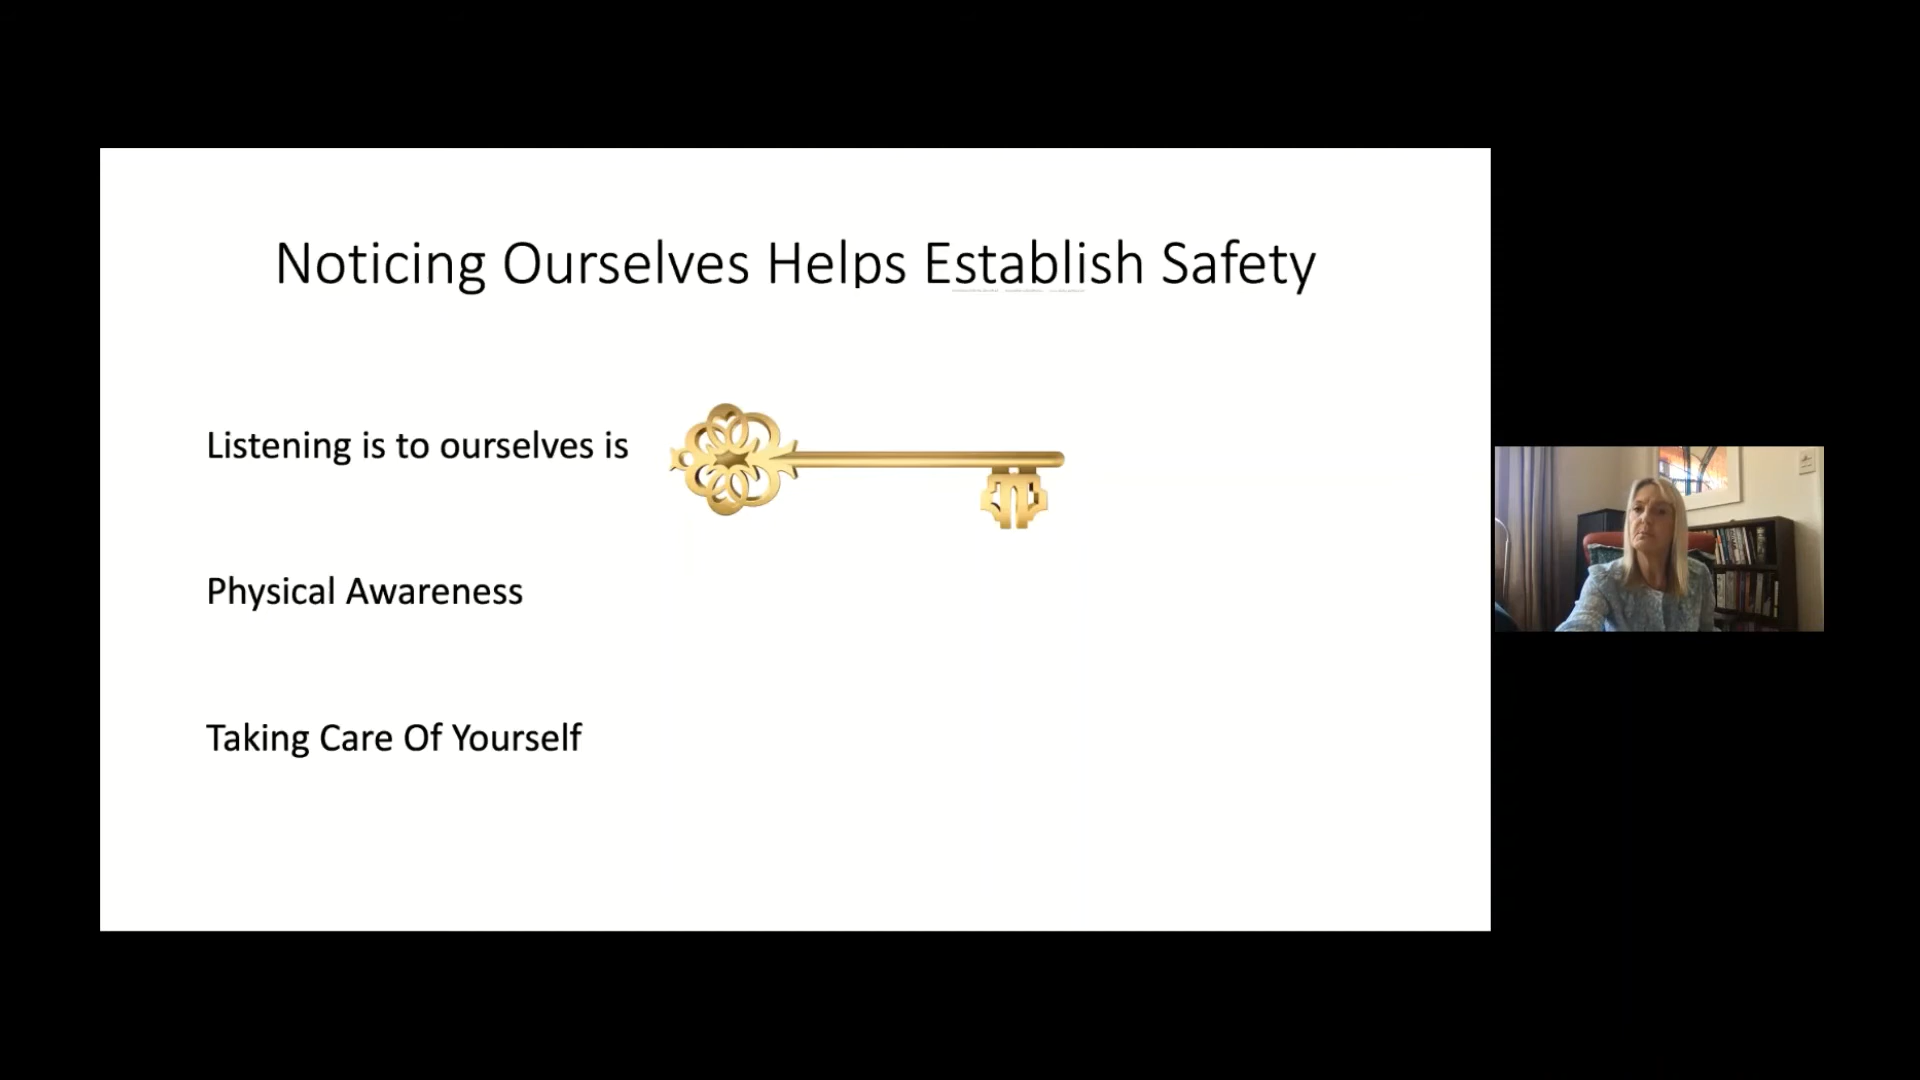 Noticing Ourselves Helps Establish Safety
Listening is to ourselves is
Physical Awareness
Taking Care Of Yourself